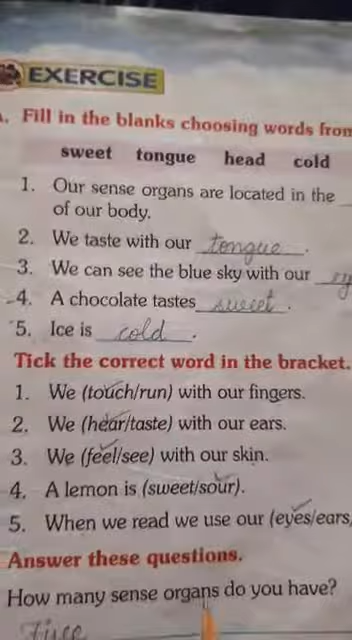 EXERCISE
. Fill in the blanks choosing words from
sweet tongue head cold
1. Our sense organs are located in the
of our body.
2. We taste with our tongue.
3. We can see the blue sky with our
4. A chocolate tastes sweet.
5. Ice is cold.
Tick the correct word in the bracket.
1. We (touch/run) with our fingers.
2. We (hear/taste) with our ears.
3. We (feel/see) with our skin.
4. A lemon is (sweet/sour).
5. When we read we use our (eyes/ears,
Answer these questions.
How many sense organs do you have?